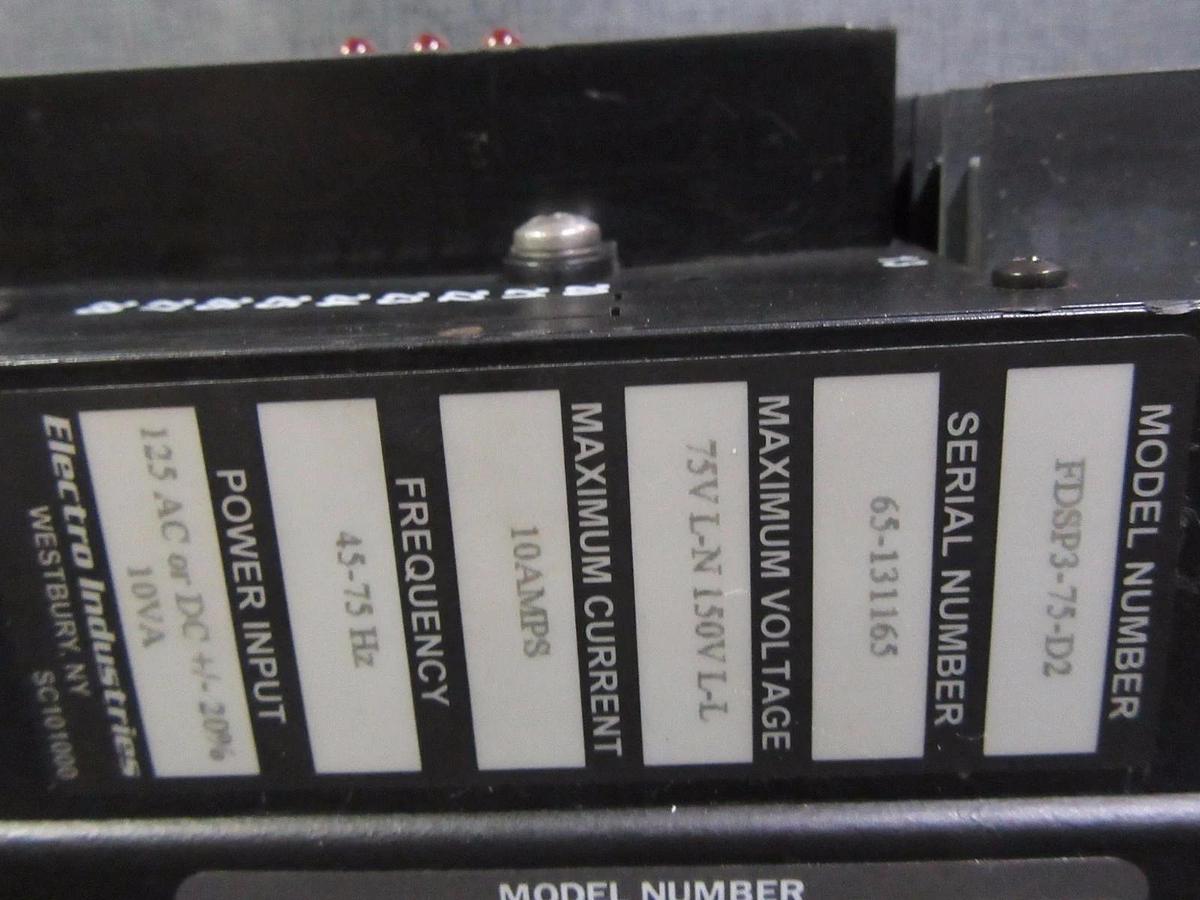 MODEL NUMBER
FDSP3-75-D2
SERIAL NUMBER
65-131165
MAXIMUM VOLTAGE
75V L-N 150V L-L
MAXIMUM CURRENT
10AMPS
FREQUENCY
45-75 Hz
POWER INPUT
125 AC or DC +/- 20%
10VA
Electro Industries
WESTBURY, NY SC101000
MODEL NUMBER